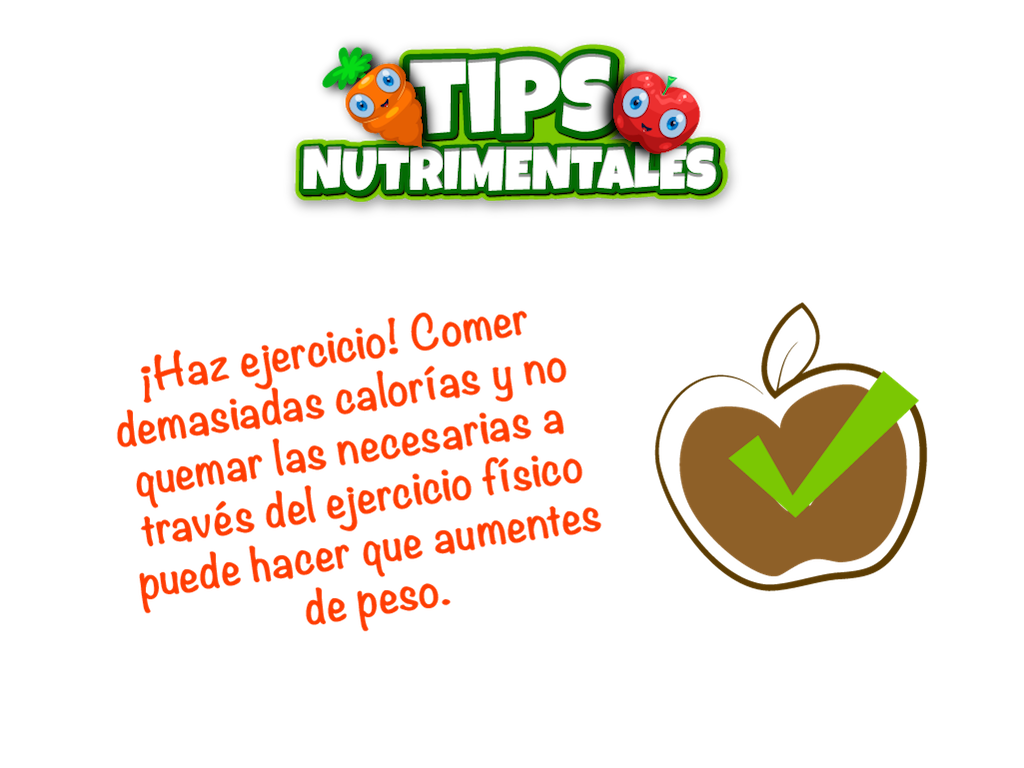 TIPS
NUTRIMENTALES
¡Haz ejercicio! Comer
demasiadas calorías y no
quemar las necesarias a
través del ejercicio físico
puede hacer que aumentes
de peso.